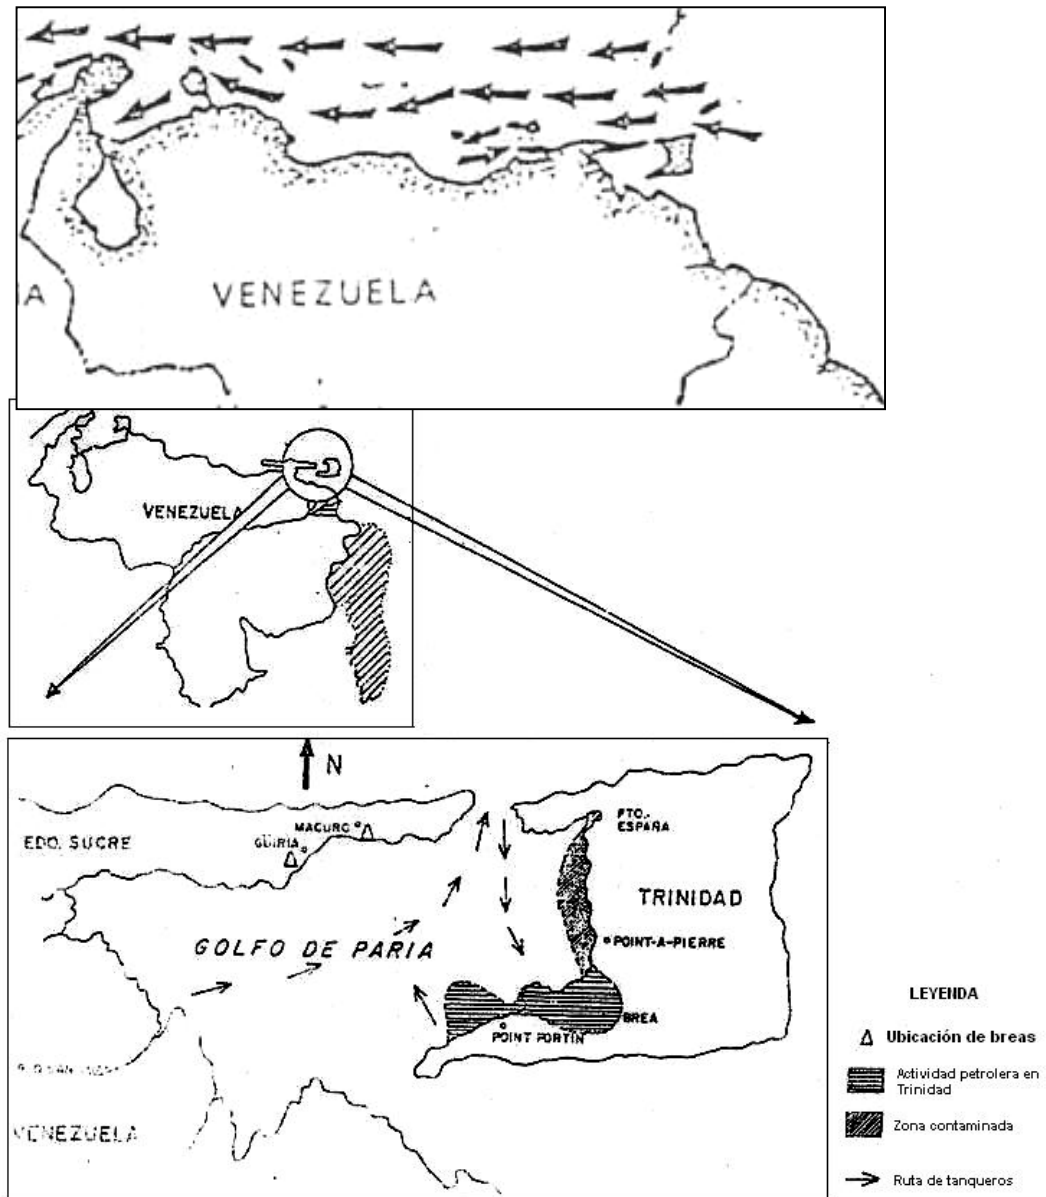 IA
VENEZUELA
VENEZUELA
N
EDO. SUCRE
MACURO
GÜIRIA
PTO.
ESPAÑA
TRINIDAD
GOLFO DE PARIA
POINT-A-PIERRE
BREA
POINT FORTIN
VENEZUELA
LEYENDA
Ubicación de breas
Actividad petrolera en
Trinidad
Zona contaminada
Ruta de tanqueros